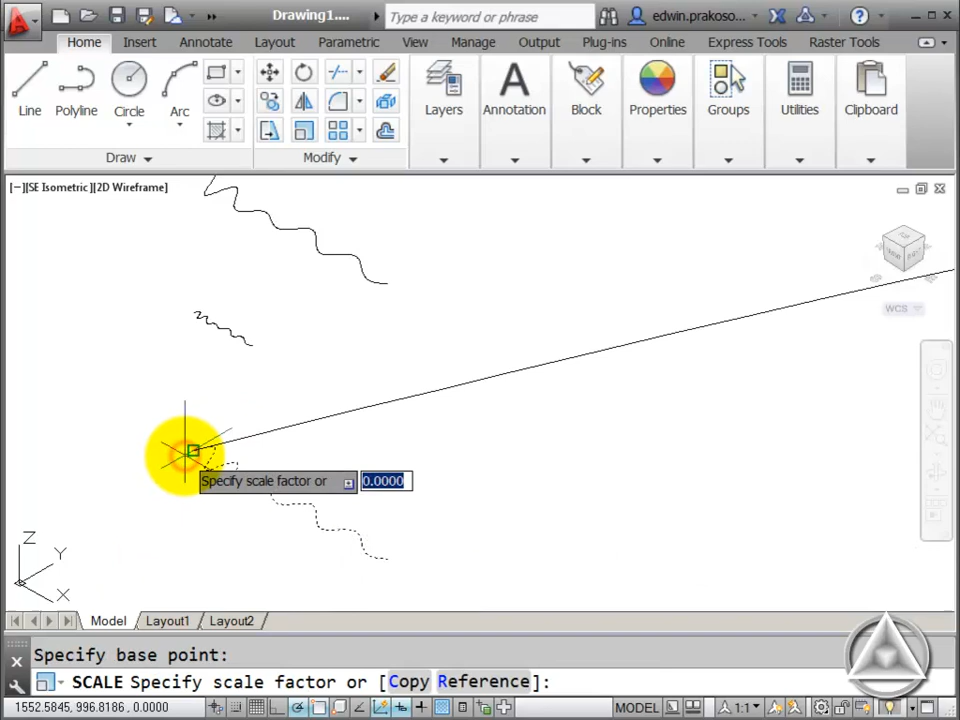 Drawing1.... Type a keyword or phrase edwin.prakoso...
Home Insert Annotate Layout Parametric View Manage Output Plug-ins Online Express Tools Raster Tools
Line Polyline Circle Arc Layers Annotation Block Properties Groups Utilities Clipboard
Draw Modify
[−][SE Isometric][2D Wireframe]
WCS
Specify scale factor or 0.0000
Z
Y
X
Model Layout1 Layout2
Specify base point:
SCALE Specify scale factor or [Copy Reference]:
1552.5845, 996.8186, 0.0000 MODEL 1:1